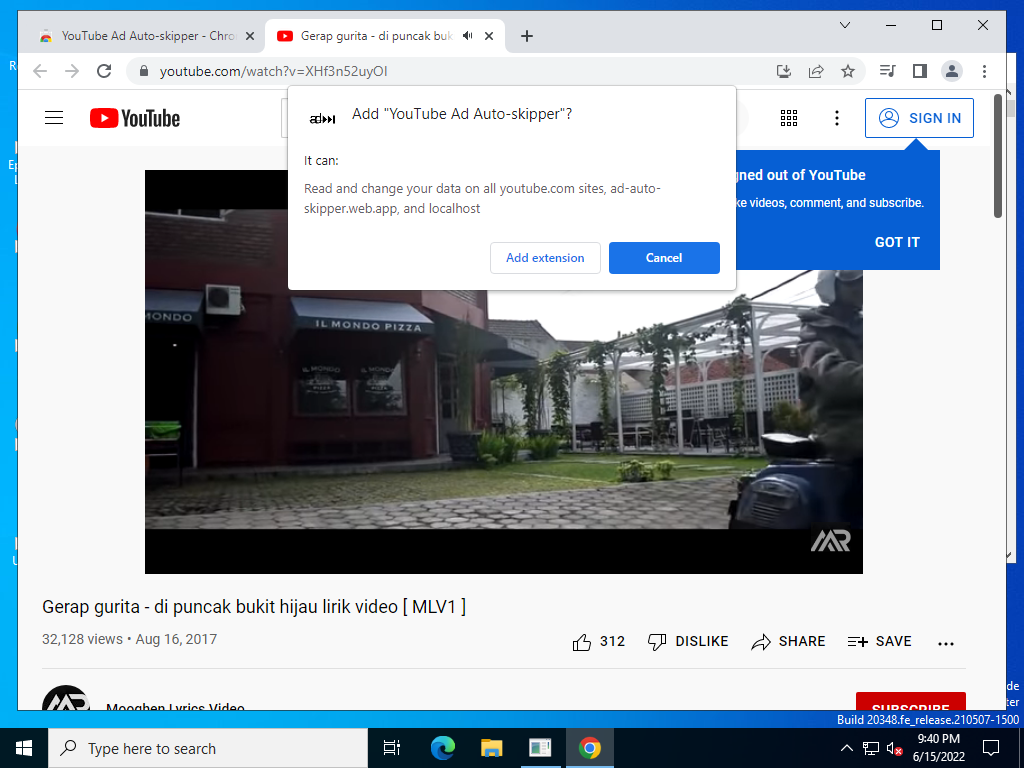 YouTube Ad Auto-skipper - Chro
Gerap gurita - di puncak buk
youtube.com/watch?v=XHf3n52uyOI
YouTube
SIGN IN
Add "YouTube Ad Auto-skipper"?
It can:
Read and change your data on all youtube.com sites, ad-auto-
skipper.web.app, and localhost
Add extension
Cancel
gned out of YouTube
ke videos, comment, and subscribe.
GOT IT
MONDO
IL MONDO PIZZA
IL MONDO
PIZZA
MR
Gerap gurita - di puncak bukit hijau lirik video [ MLV1 ]
32,128 views • Aug 16, 2017
312
DISLIKE
SHARE
SAVE
Mooghen Lyrics Video
SUBSCRIBE
Build 20348.fe_release.210507-1500
Type here to search
9:40 PM
6/15/2022